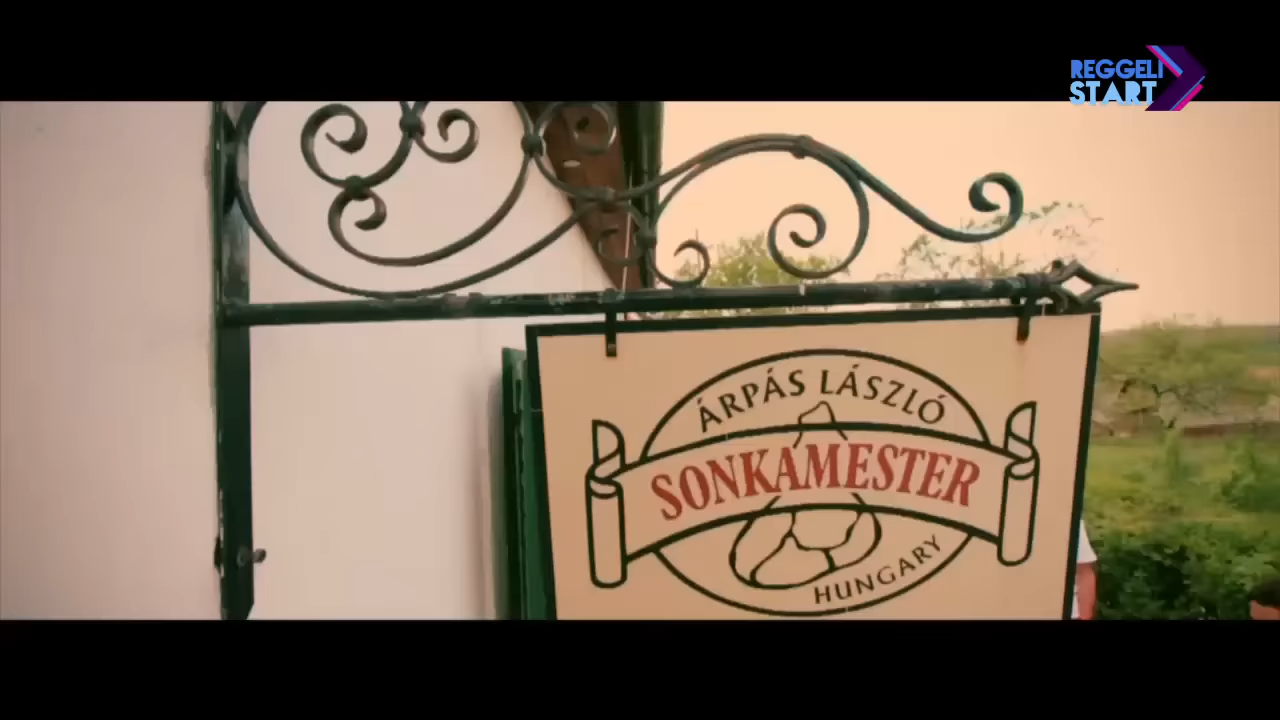 REGGELI
START
ÁRPÁS LÁSZLÓ
SONKAMESTER
HUNGARY